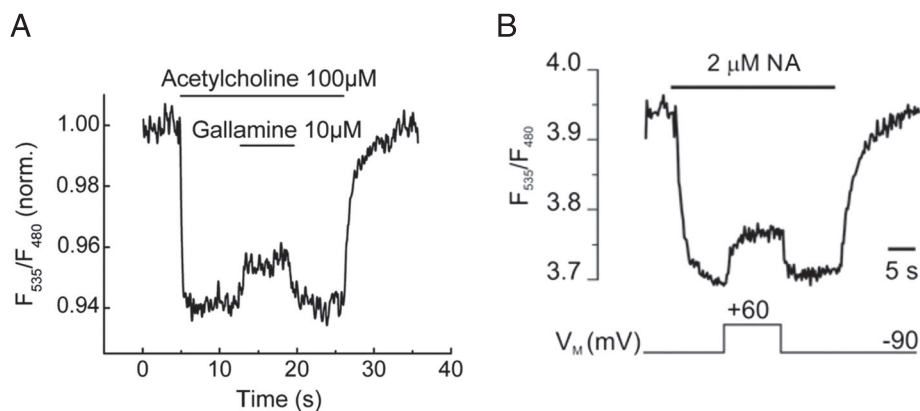 A
Acetylcholine 100µM
Gallamine 10µM
F535/F480 (norm.)
1.00
0.98
0.96
0.94
0 10 20 30 40
Time (s)
B
2 µM NA
F535/F480
4.0
3.9
3.8
3.7
5 s
+60
VM (mV)
-90